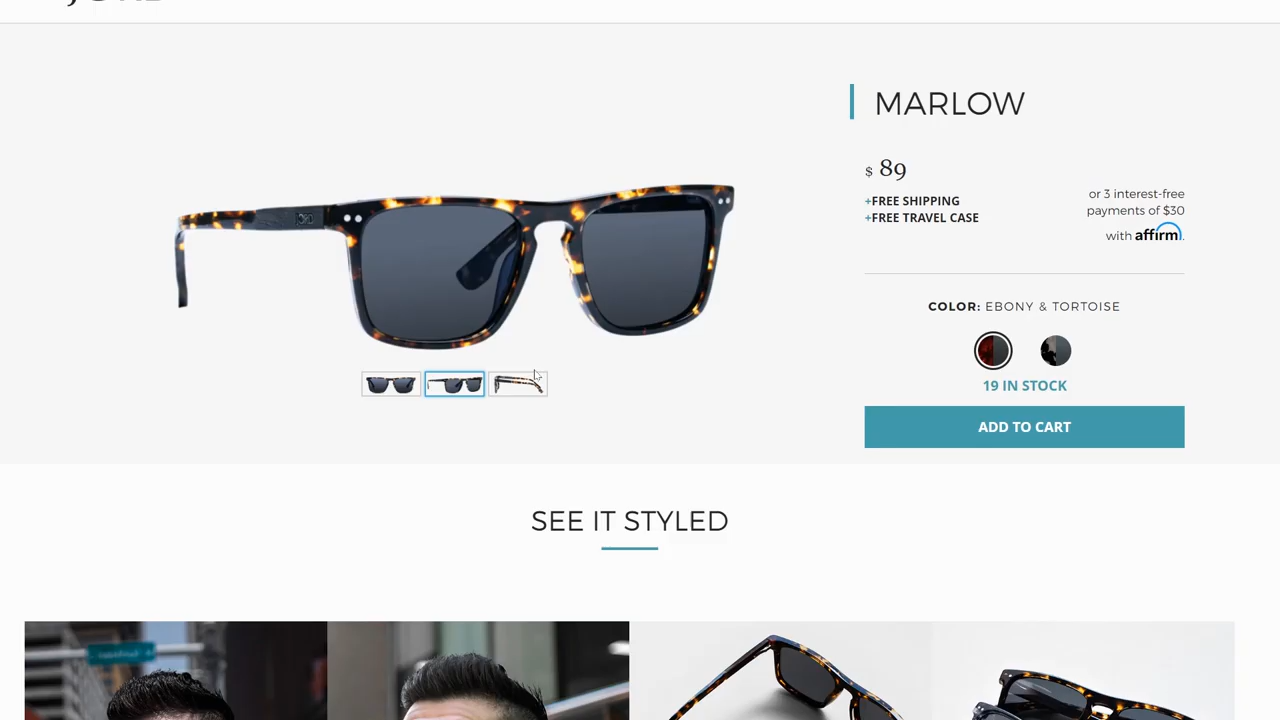 MARLOW
$ 89
+FREE SHIPPING
+FREE TRAVEL CASE
or 3 interest-free
payments of $30
with affirm.
COLOR: EBONY & TORTOISE
19 IN STOCK
ADD TO CART
SEE IT STYLED